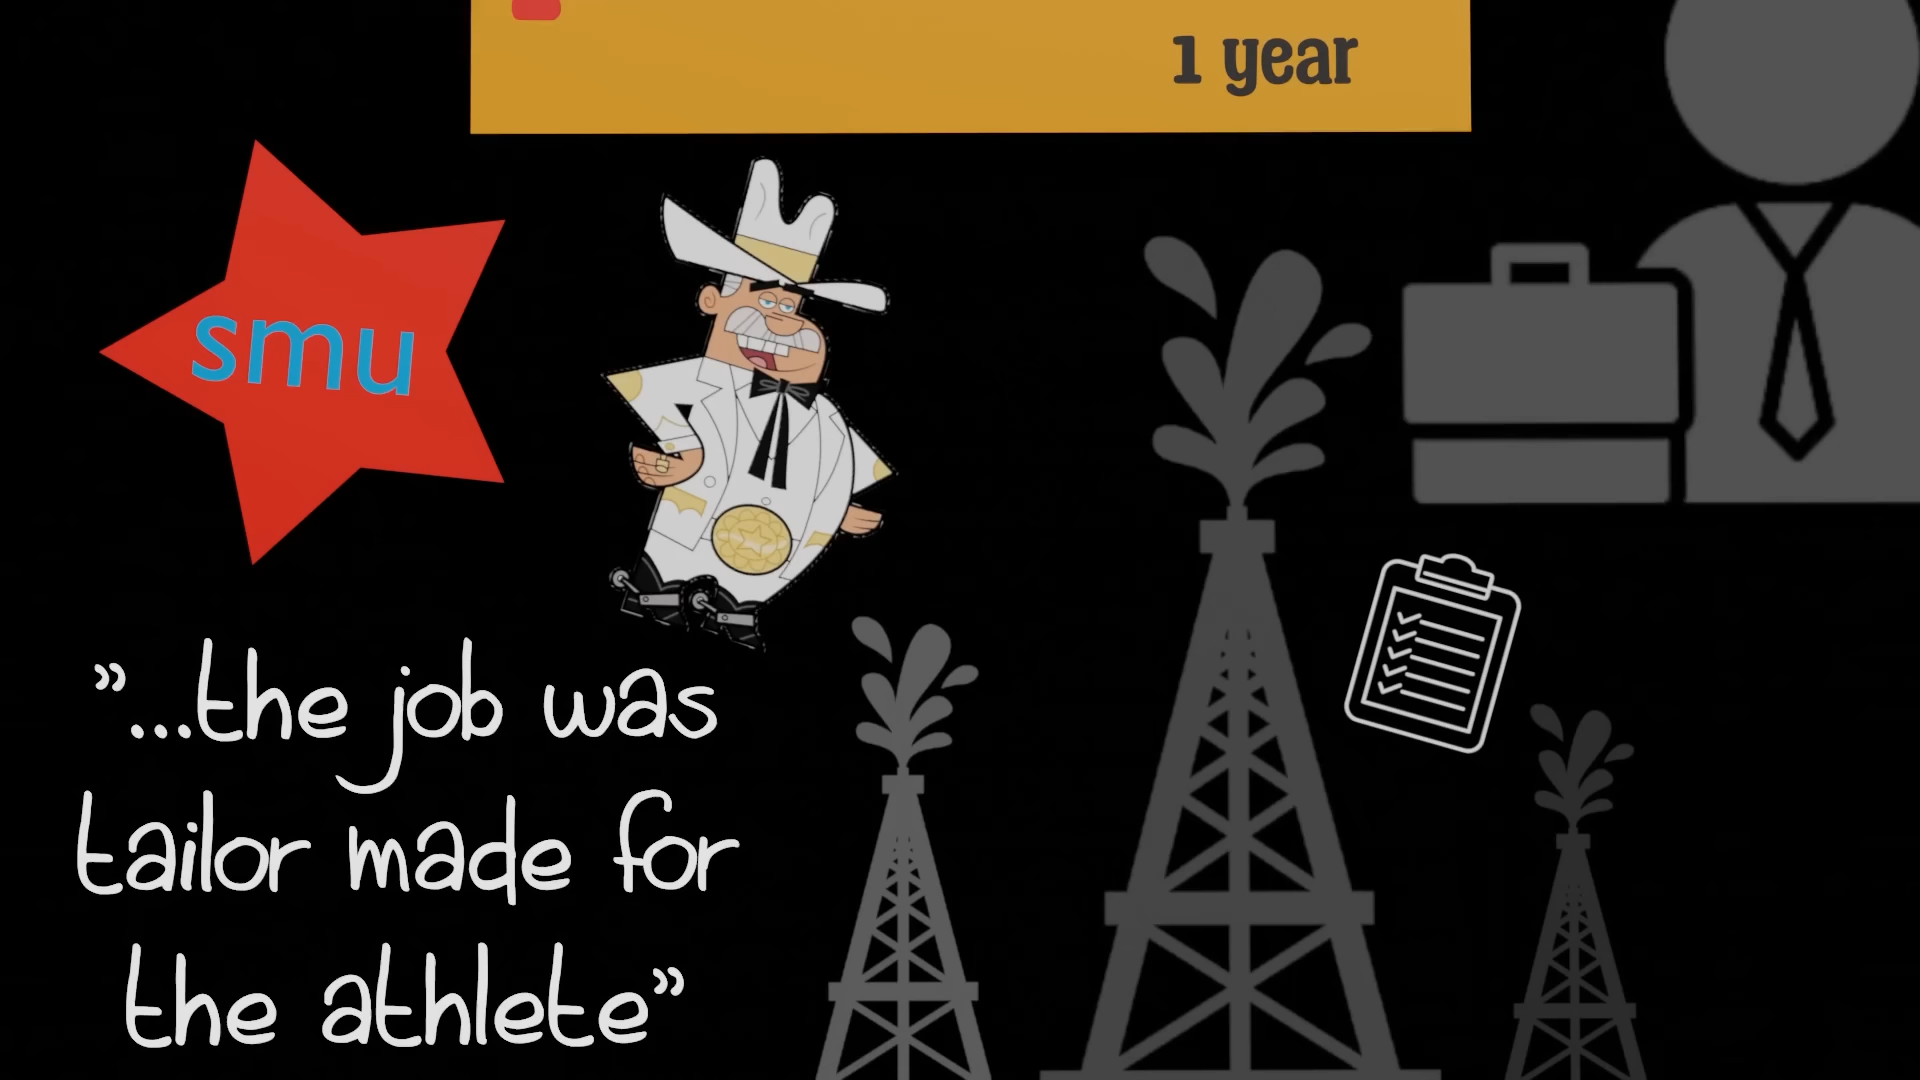 1 year
smu
”...the job was
tailor made for
the athlete”